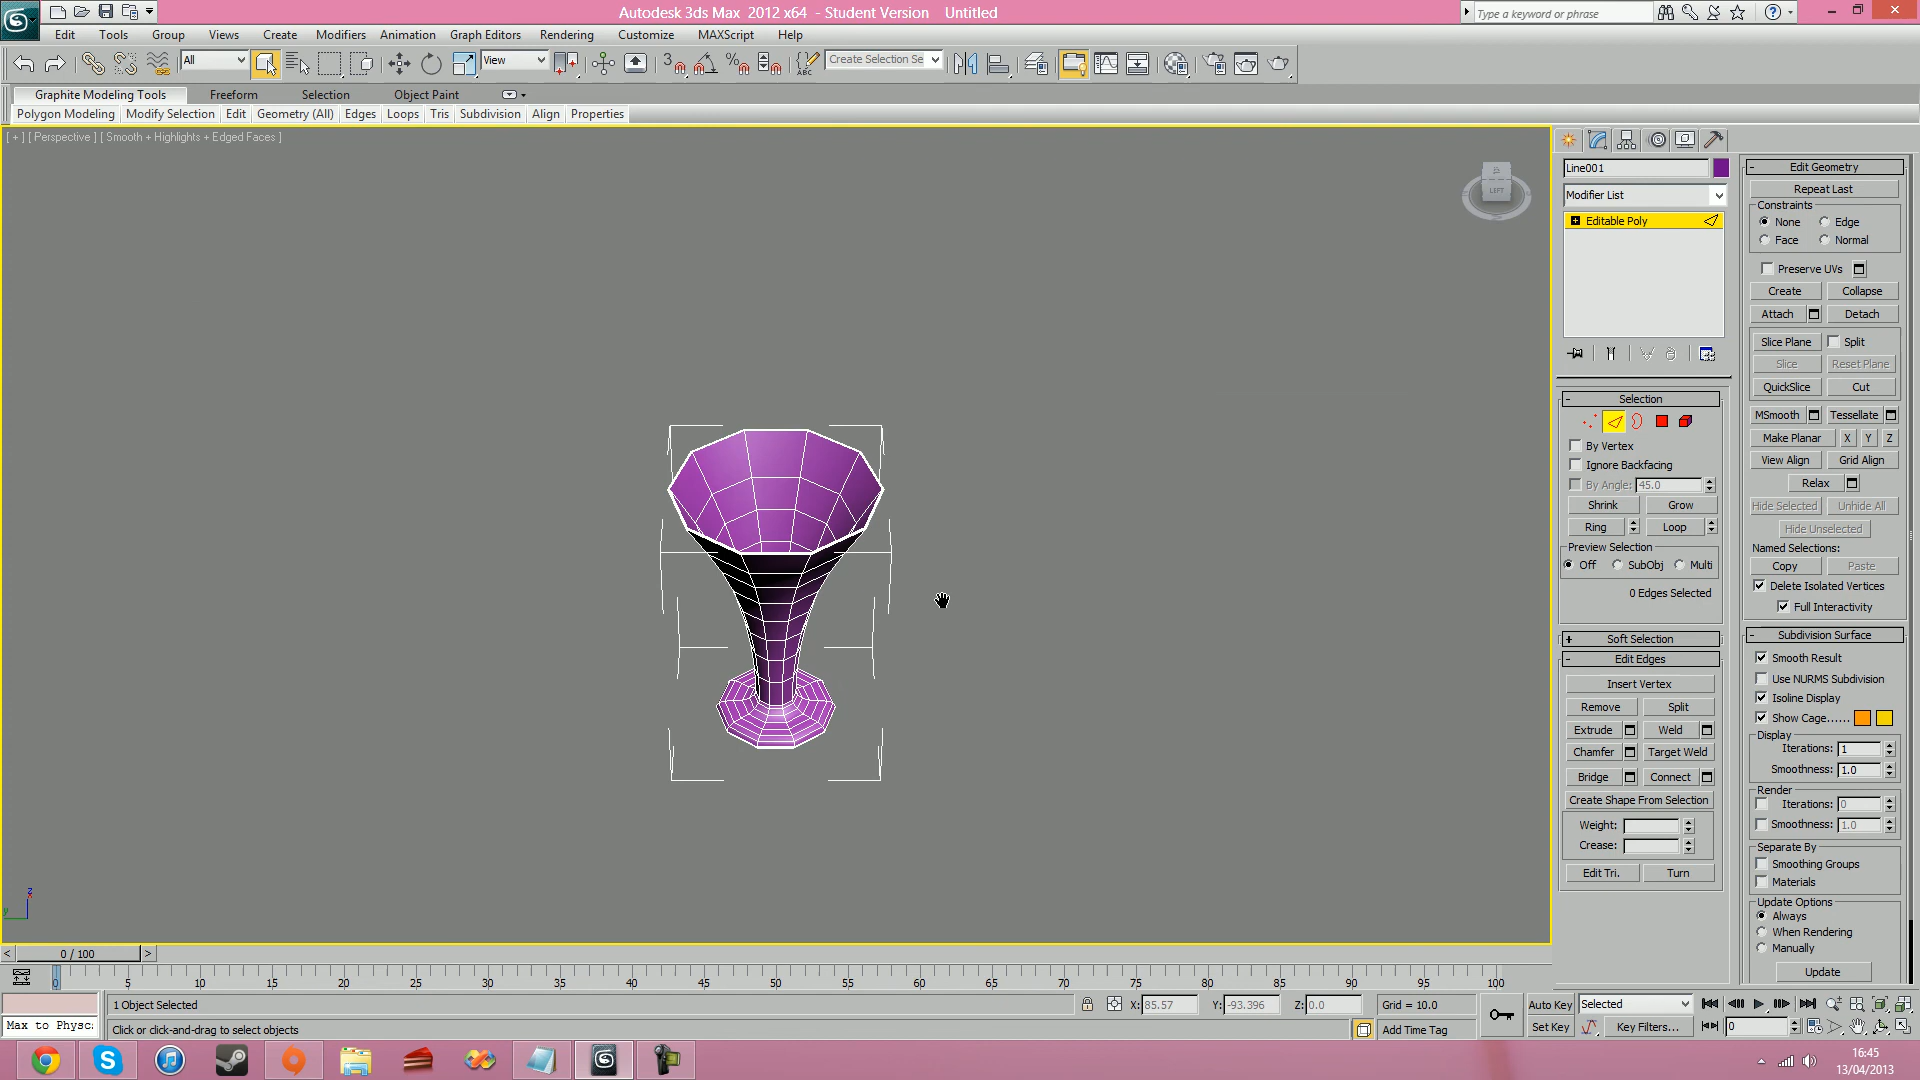 Autodesk 3ds Max 2012 x64 - Student Version Untitled
Type a keyword or phrase
Edit Tools Group Views Create Modifiers Animation Graph Editors Rendering Customize MAXScript Help
All View Create Selection Se
Graphite Modeling Tools Freeform Selection Object Paint
Polygon Modeling Modify Selection Edit Geometry (All) Edges Loops Tris Subdivision Align Properties
[ + ] [ Perspective ] [ Smooth + Highlights + Edged Faces ]
LEFT
z
y
Line001
Modifier List
Editable Poly
Selection
By Vertex
Ignore Backfacing
By Angle: 45.0
Shrink Grow
Ring Loop
Preview Selection
Off SubObj Multi
0 Edges Selected
Soft Selection
Edit Edges
Insert Vertex
Remove Split
Extrude Weld
Chamfer Target Weld
Bridge Connect
Create Shape From Selection
Weight:
Crease:
Edit Tri. Turn
Edit Geometry
Repeat Last
Constraints
None Edge
Face Normal
Preserve UVs
Create Collapse
Attach Detach
Slice Plane Split
Slice Reset Plane
QuickSlice Cut
MSmooth Tessellate
Make Planar X Y Z
View Align Grid Align
Relax
Hide Selected Unhide All
Hide Unselected
Named Selections:
Copy Paste
Delete Isolated Vertices
Full Interactivity
Subdivision Surface
Smooth Result
Use NURMS Subdivision
Isoline Display
Show Cage......
Display
Iterations: 1
Smoothness: 1.0
Render
Iterations: 0
Smoothness: 1.0
Separate By
Smoothing Groups
Materials
Update Options
Always
When Rendering
Manually
Update
< 0 / 100 >
0 5 10 15 20 25 30 35 40 45 50 55 60 65 70 75 80 85 90 95 100
1 Object Selected X: 85.57 Y: -93.396 Z: 0.0 Grid = 10.0 Auto Key Selected
Max to Physc: Click or click-and-drag to select objects Add Time Tag Set Key Key Filters... 0
16:45
13/04/2013